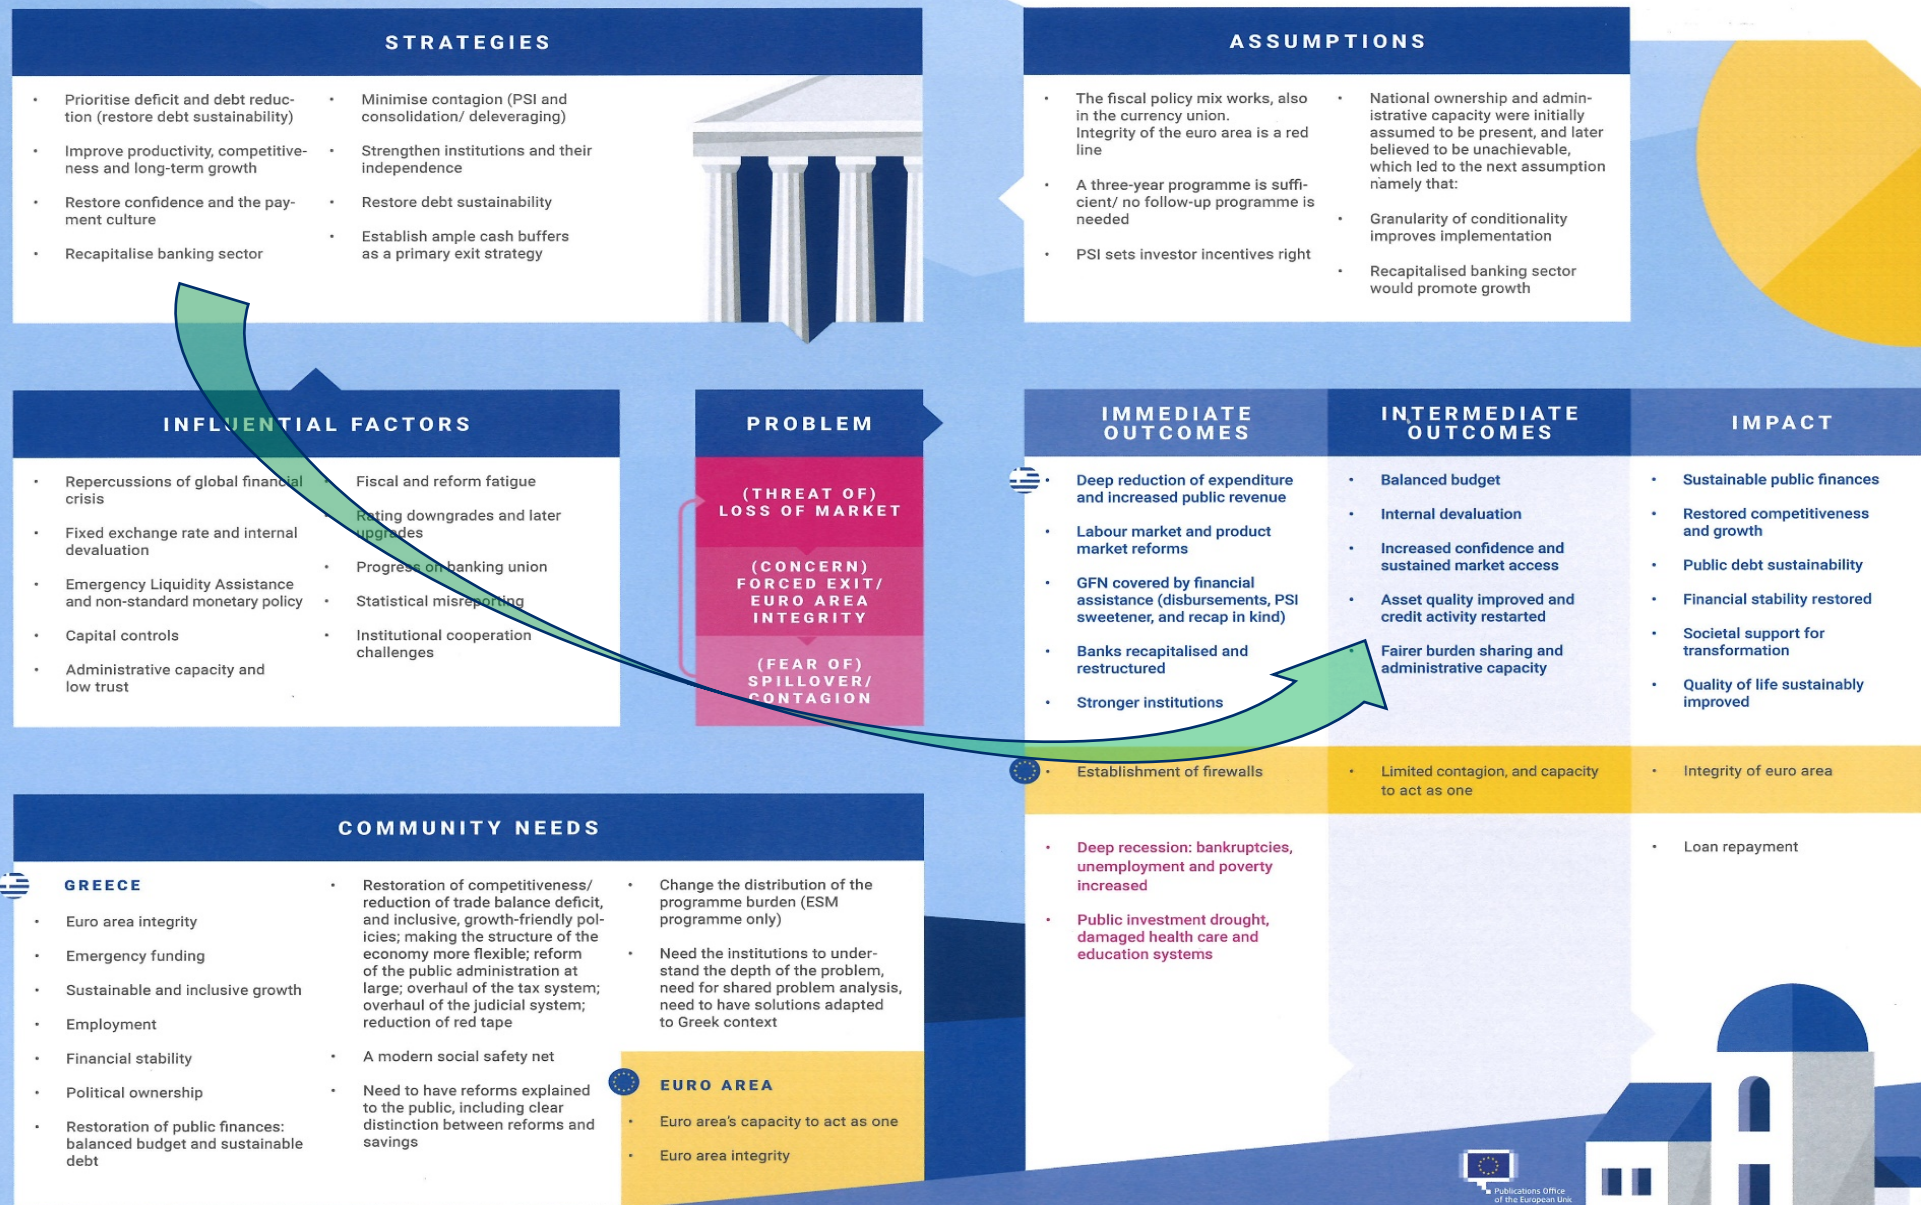 STRATEGIES
Prioritise deficit and debt reduc-
tion (restore debt sustainability)
Improve productivity, competitive-
ness and long-term growth
Restore confidence and the pay-
ment culture
Recapitalise banking sector
Minimise contagion (PSI and
consolidation/ deleveraging)
Strengthen institutions and their
independence
Restore debt sustainability
Establish ample cash buffers
as a primary exit strategy
ASSUMPTIONS
The fiscal policy mix works, also
in the currency union.
Integrity of the euro area is a red
line
A three-year programme is suffi-
cient/ no follow-up programme is
needed
PSI sets investor incentives right
National ownership and admin-
istrative capacity were initially
assumed to be present, and later
believed to be unachievable,
which led to the next assumption
namely that:
Granularity of conditionality
improves implementation
Recapitalised banking sector
would promote growth
INFLUENTIAL FACTORS
Repercussions of global financial
crisis
Fixed exchange rate and internal
devaluation
Emergency Liquidity Assistance
and non-standard monetary policy
Capital controls
Administrative capacity and
low trust
Fiscal and reform fatigue
Rating downgrades and later
upgrades
Progress on banking union
Statistical misreporting
Institutional cooperation
challenges
PROBLEM
(THREAT OF)
LOSS OF MARKET
(CONCERN)
FORCED EXIT/
EURO AREA
INTEGRITY
(FEAR OF)
SPILLOVER/
CONTAGION
IMMEDIATE
OUTCOMES
Deep reduction of expenditure
and increased public revenue
Labour market and product
market reforms
GFN covered by financial
assistance (disbursements, PSI
sweetener, and recap in kind)
Banks recapitalised and
restructured
Stronger institutions
Establishment of firewalls
Deep recession: bankruptcies,
unemployment and poverty
increased
Public investment drought,
damaged health care and
education systems
INTERMEDIATE
OUTCOMES
Balanced budget
Internal devaluation
Increased confidence and
sustained market access
Asset quality improved and
credit activity restarted
Fairer burden sharing and
administrative capacity
Limited contagion, and capacity
to act as one
IMPACT
Sustainable public finances
Restored competitiveness
and growth
Public debt sustainability
Financial stability restored
Societal support for
transformation
Quality of life sustainably
improved
Integrity of euro area
Loan repayment
COMMUNITY NEEDS
GREECE
Euro area integrity
Emergency funding
Sustainable and inclusive growth
Employment
Financial stability
Political ownership
Restoration of public finances:
balanced budget and sustainable
debt
Restoration of competitiveness/
reduction of trade balance deficit,
and inclusive, growth-friendly pol-
icies; making the structure of the
economy more flexible; reform
of the public administration at
large; overhaul of the tax system;
overhaul of the judicial system;
reduction of red tape
A modern social safety net
Need to have reforms explained
to the public, including clear
distinction between reforms and
savings
Change the distribution of the
programme burden (ESM
programme only)
Need the institutions to under-
stand the depth of the problem,
need for shared problem analysis,
need to have solutions adapted
to Greek context
EURO AREA
Euro area's capacity to act as one
Euro area integrity
Publications Office
of the European Unio